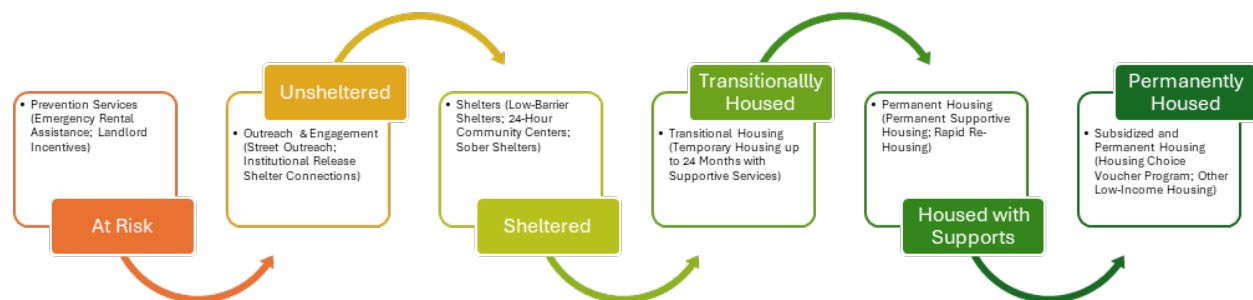 • Prevention Services
(Emergency Rental
Assistance; Landlord
Incentives)
At Risk
Unsheltered
• Outreach & Engagement
(Street Outreach;
Institutional Release
Shelter Connections)
• Shelters (Low-Barrier
Shelters; 24-Hour
Community Centers;
Sober Shelters)
Sheltered
Transitionallly
Housed
• Transitional Housing
(Temporary Housing up
to 24 Months with
Supportive Services)
• Permanent Housing
(Permanent Supportive
Housing; Rapid Re-
Housing)
Housed with
Supports
Permanently
Housed
• Subsidized and
Permanent Housing
(Housing Choice
Voucher Program; Other
Low-Income Housing)